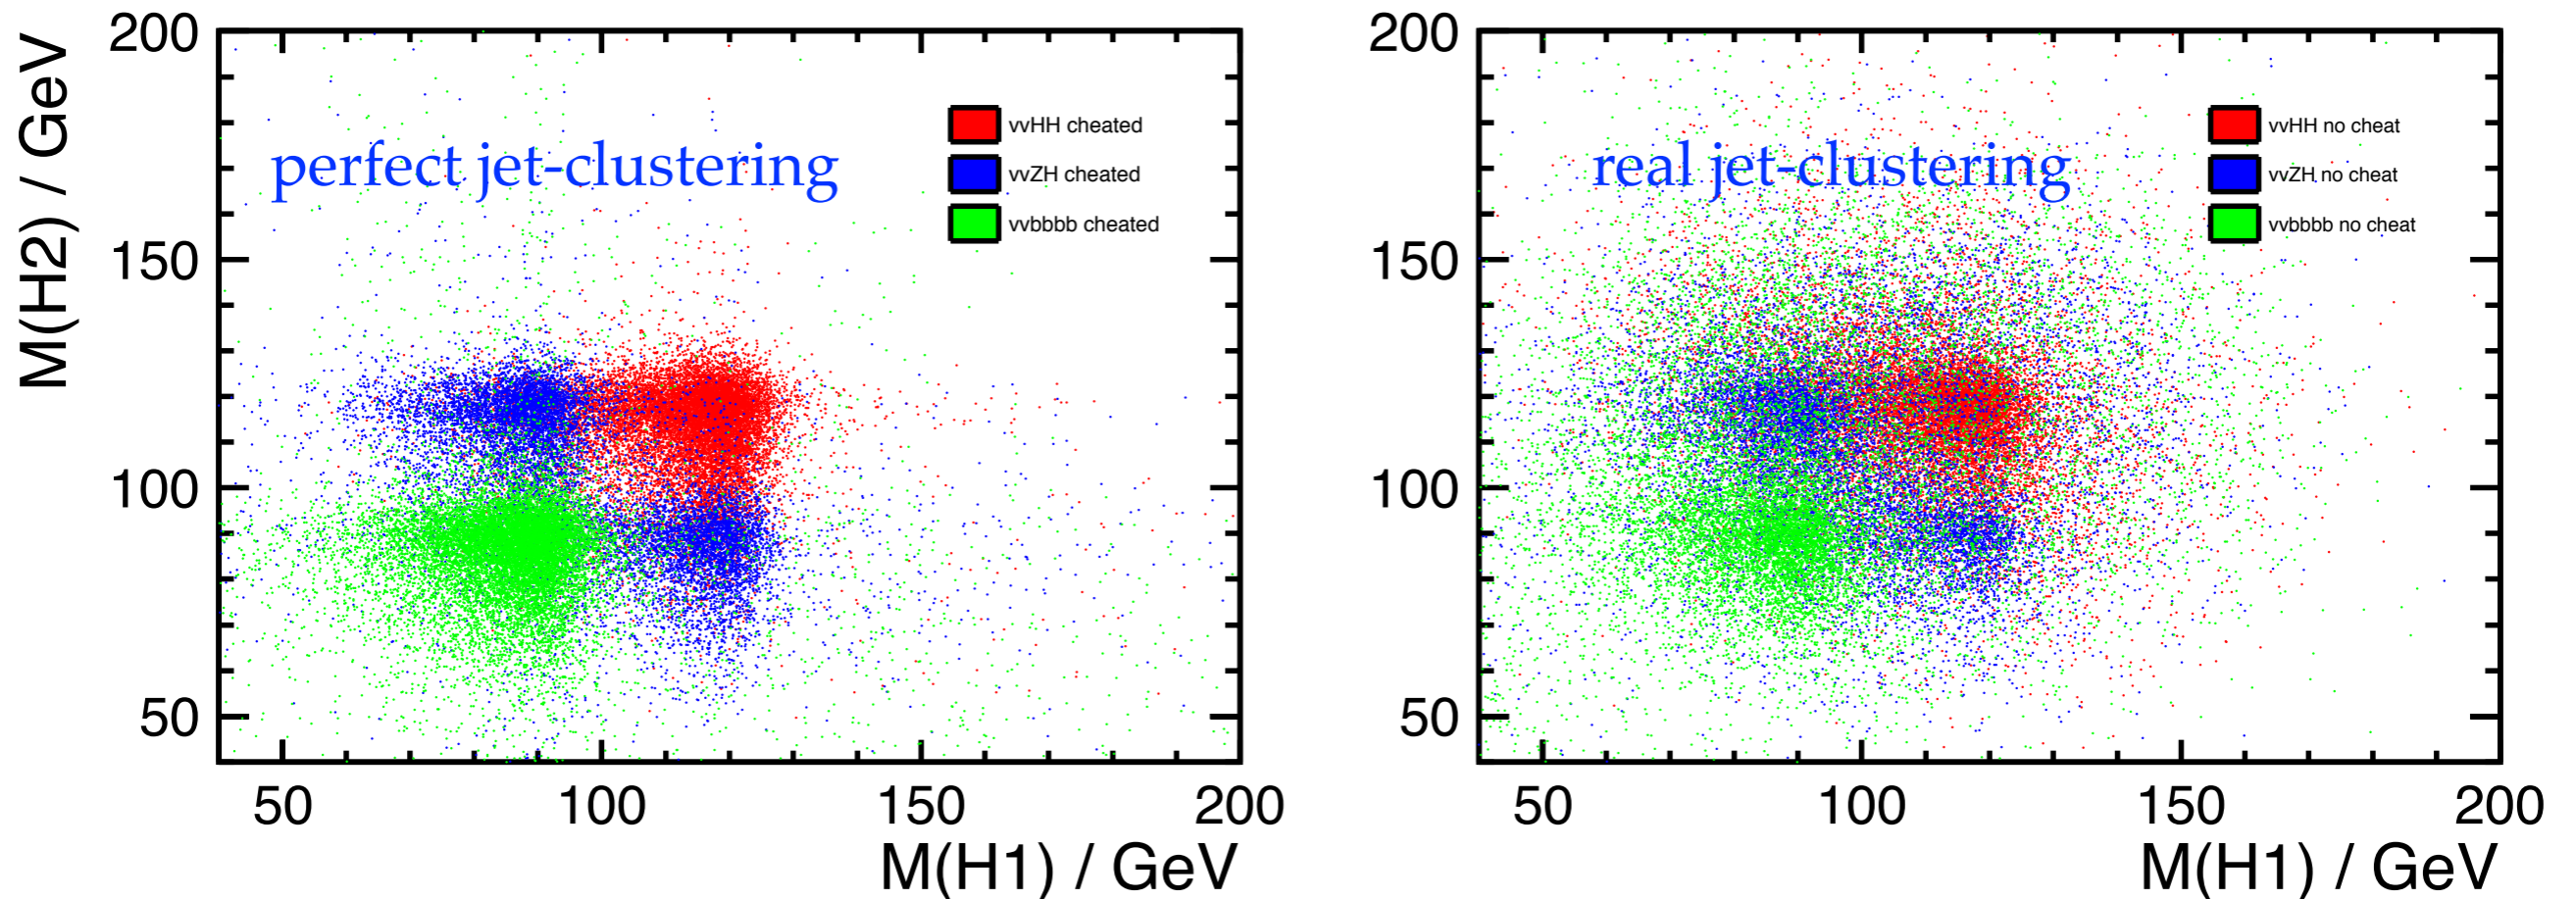 M(H2) / GeV
200
150
100
50
perfect jet-clustering
vvHH cheated
vvZH cheated
vvbbbb cheated
50 100 150 200
M(H1) / GeV
200
150
100
50
real jet-clustering
vvHH no cheat
vvZH no cheat
vvbbbb no cheat
50 100 150 200
M(H1) / GeV